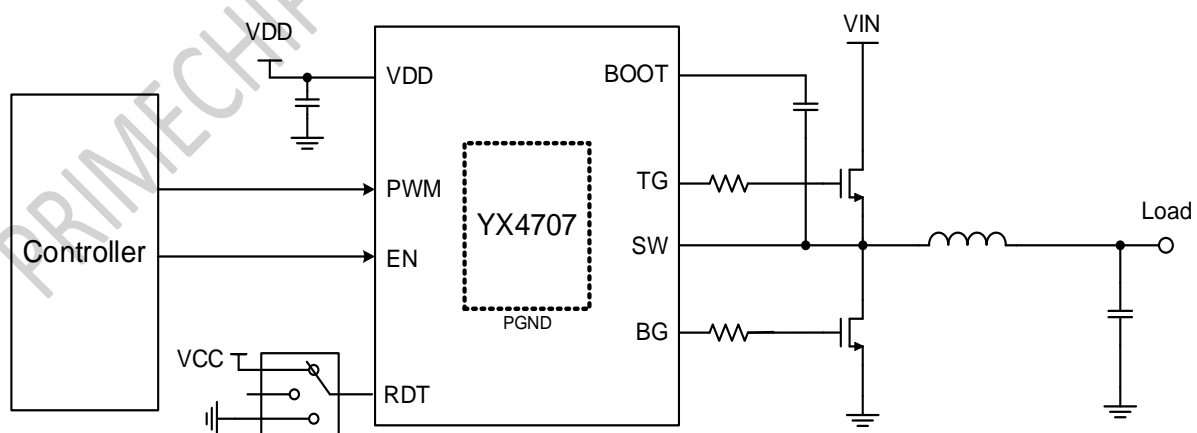 PRIMECHIP
VDD
VIN
VDD
BOOT
PWM
TG
YX4707
Load
Controller
SW
EN
PGND
BG
VCC
RDT